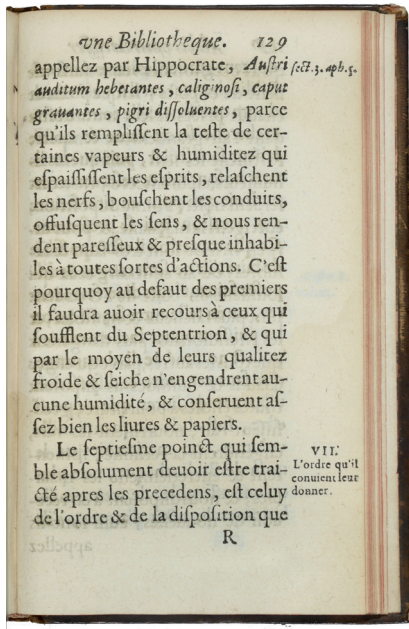 vne Bibliotheque. 129
appellez par Hippocrate, Austri
auditum hebetantes, caliginosi, caput
grauantes, pigri dissoluentes, parce
qu'ils remplissent la teste de cer-
taines vapeurs & humiditez qui
espaississent les esprits, relaschent
les nerfs, bouschent les conduits,
offusquent les sens, & nous ren-
dent paresseux & presque inhabi-
les à toutes sortes d'actions. C'est
pourquoy au defaut des premiers
il faudra auoir recours à ceux qui
soufflent du Septentrion, & qui
par le moyen de leurs qualitez
froide & seiche n'engendrent au-
cune humidité, & conseruent as-
sez bien les liures & papiers.
Le septiesme poinct qui sem-
ble absolument deuoir estre trai-
cté apres les precedens, est celuy
de l'ordre & de la disposition que
R
sect. 3. aph. 5.
VII.
L'ordre qu'il
conuient leur
donner.